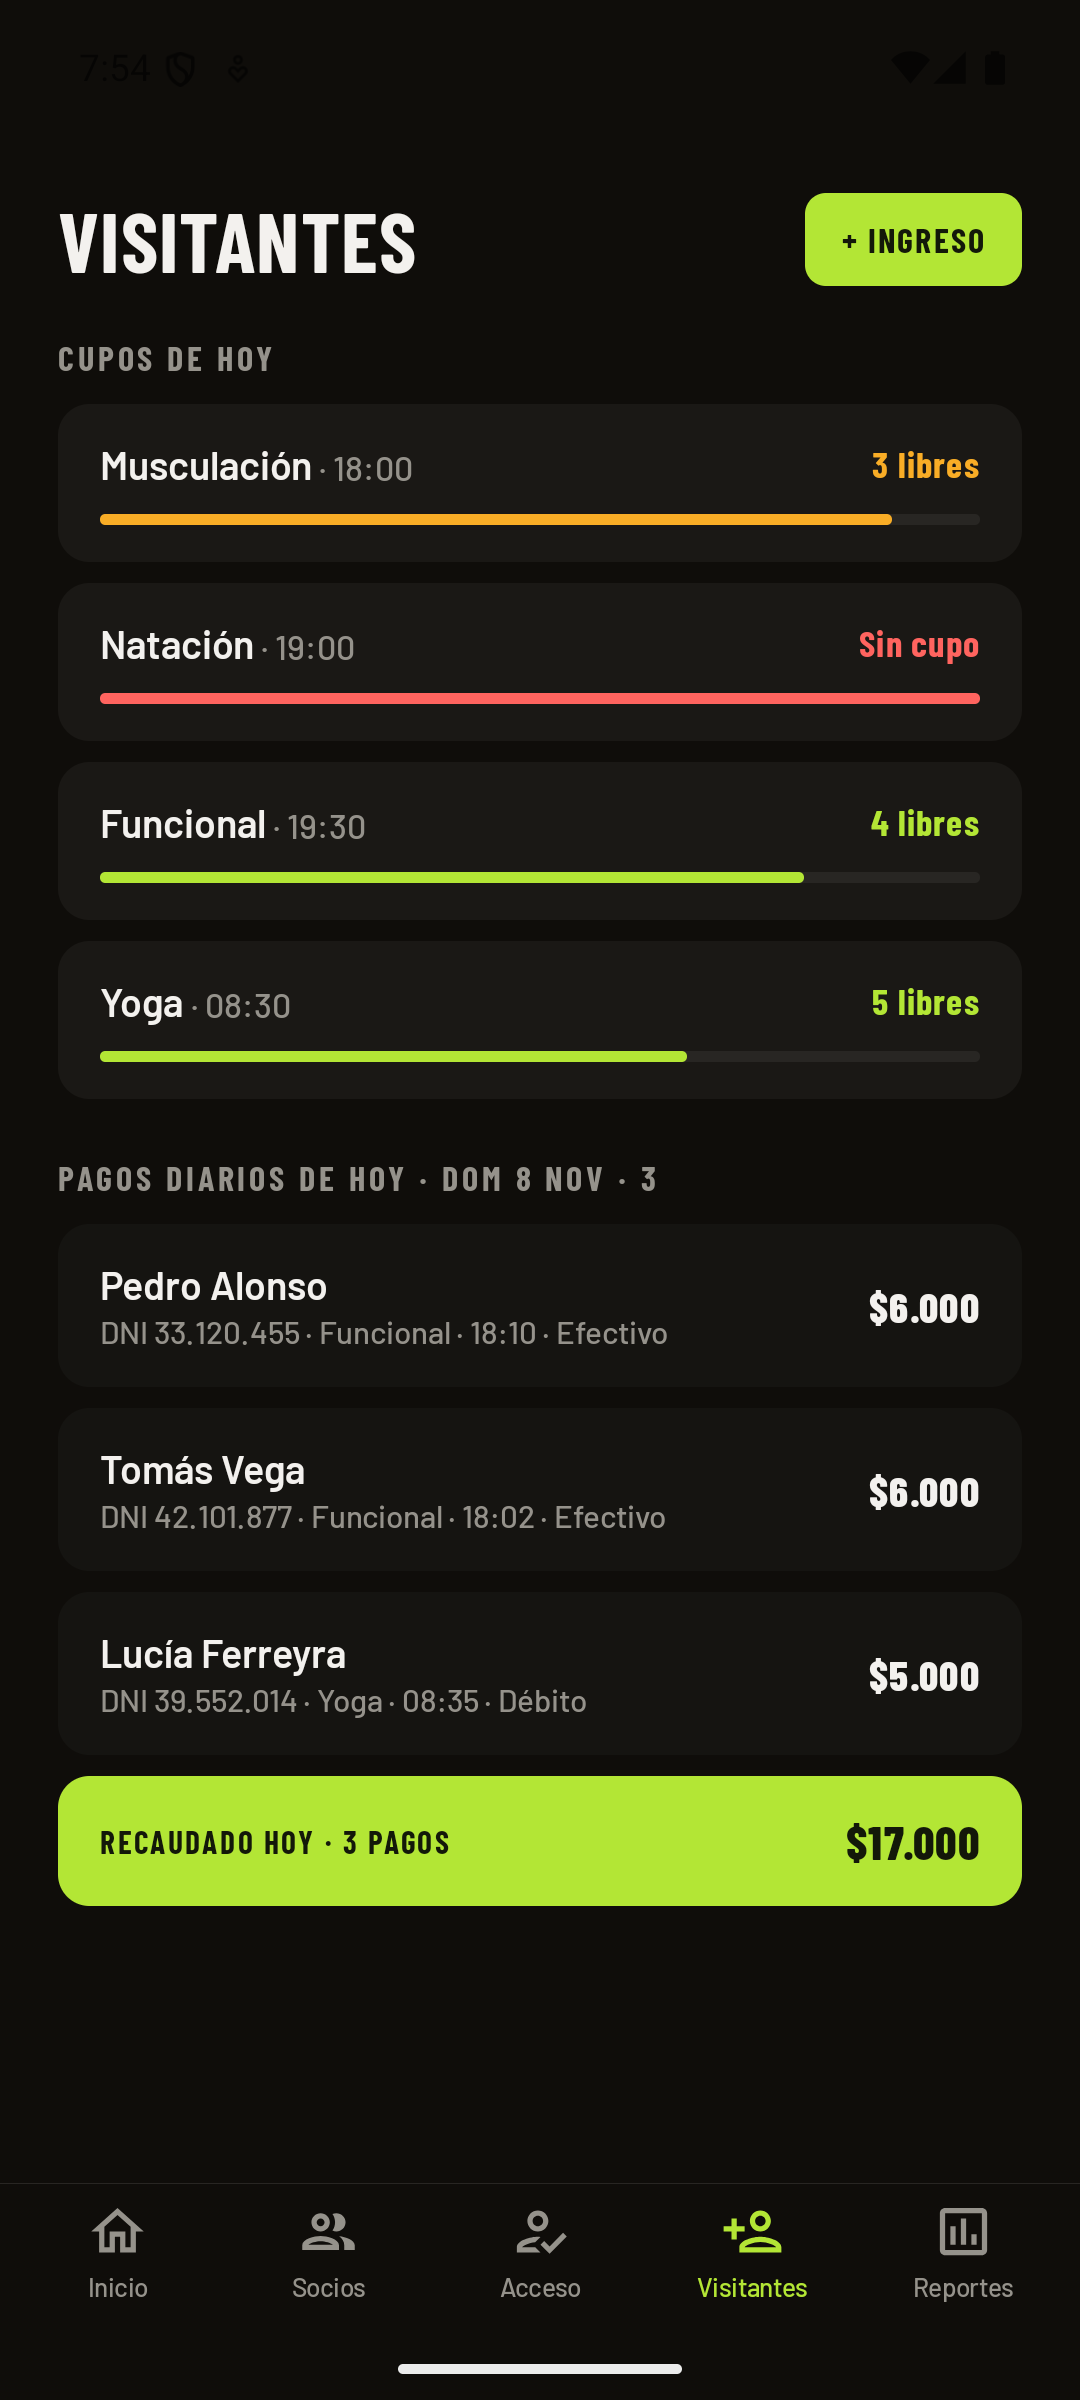 7:54
VISITANTES
+ INGRESO
CUPOS DE HOY
Musculación · 18:00
3 libres
Natación · 19:00
Sin cupo
Funcional · 19:30
4 libres
Yoga · 08:30
5 libres
PAGOS DIARIOS DE HOY · DOM 8 NOV · 3
Pedro Alonso
DNI 33.120.455 · Funcional · 18:10 · Efectivo
$6.000
Tomás Vega
DNI 42.101.877 · Funcional · 18:02 · Efectivo
$6.000
Lucía Ferreyra
DNI 39.552.014 · Yoga · 08:35 · Débito
$5.000
RECAUDADO HOY · 3 PAGOS
$17.000
Inicio
Socios
Acceso
Visitantes
Reportes